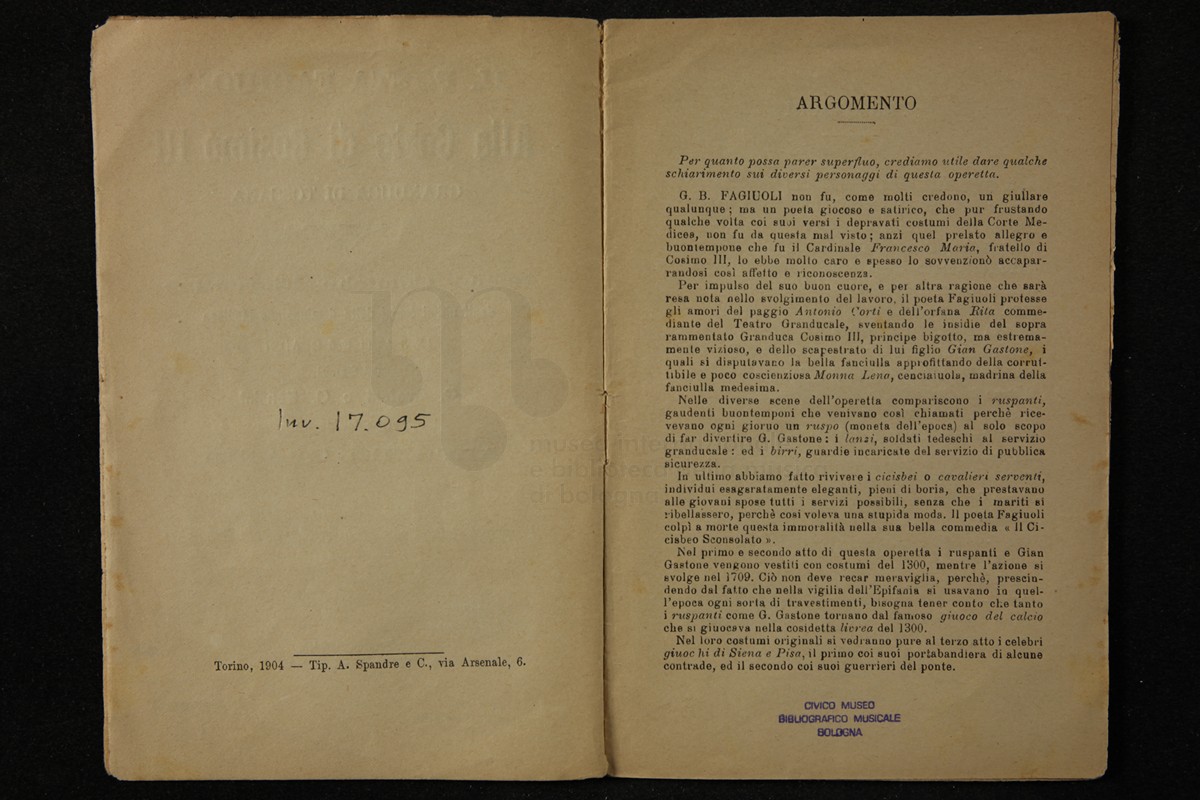 Inv. 17.095
Torino, 1904 — Tip. A. Spandre e C., via Arsenale, 6.
ARGOMENTO
Per quanto possa parer superfluo, crediamo utile dare qualche
schiarimento sui diversi personaggi di questa operetta.
G. B. FAGIUOLI non fu, come molti credono, un giullare
qualunque; ma un poeta giocoso e satirico, che pur frustando
qualche volta coi suoi versi i depravati costumi della Corte Me-
dicea, non fu da questa mal visto; anzi quel prelato allegro e
buontempone che fu il Cardinale Francesco Maria, fratello di
Cosimo III, lo ebbe molto caro e spesso lo sovvenzionò accapar-
randosi così affetto e riconoscenza.
Per impulso del suo buon cuore, e per altra ragione che sarà
resa nota nello svolgimento del lavoro, il poeta Fagiuoli protesse
gli amori del paggio Antonio Corti e dell'orfana Rita comme-
diante del Teatro Granducale, sventando le insidie del sopra
rammentato Granduca Cosimo III, principe bigotto, ma estrema-
mente vizioso, e dello scapestrato di lui figlio Gian Gastone, i
quali si disputavano la bella fanciulla approfittando della corrut-
tibile e poco coscienziosa Monna Lena, cenciaiuola, madrina della
fanciulla medesima.
Nelle diverse scene dell'operetta compariscono i ruspanti,
gaudenti buontemponi che venivano così chiamati perchè rice-
vevano ogni giorno un ruspo (moneta dell'epoca) al solo scopo
di far divertire G. Gastone: i lanzi, soldati tedeschi al servizio
granducale: ed i birri, guardie incaricate del servizio di pubblica
sicurezza.
In ultimo abbiamo fatto rivivere i cicisbei o cavalieri serventi,
individui esageratamente eleganti, pieni di boria, che prestavano
alle giovani spose tutti i servizi possibili, senza che i mariti si
ribellassero, perchè così voleva una stupida moda. Il poeta Fagiuoli
colpì a morte questa immoralità nella sua bella commedia « Il Ci-
cisbeo Sconsolato ».
Nel primo e secondo atto di questa operetta i ruspanti e Gian
Gastone vengono vestiti con costumi del 1300, mentre l'azione si
svolge nel 1709. Ciò non deve recar meraviglia, perchè, prescin-
dendo dal fatto che nella vigilia dell'Epifania si usavano in quel-
l'epoca ogni sorta di travestimenti, bisogna tener conto che tanto
i ruspanti come G. Gastone tornano dal famoso giuoco del calcio
che si giuocava nella cosidetta livrea del 1300.
Nel loro costumi originali si vedranno pure al terzo atto i celebri
giuochi di Siena e Pisa, il primo coi suoi portabandiera di alcune
contrade, ed il secondo coi suoi guerrieri del ponte.
CIVICO MUSEO
BIBLIOGRAFICO MUSICALE
BOLOGNA